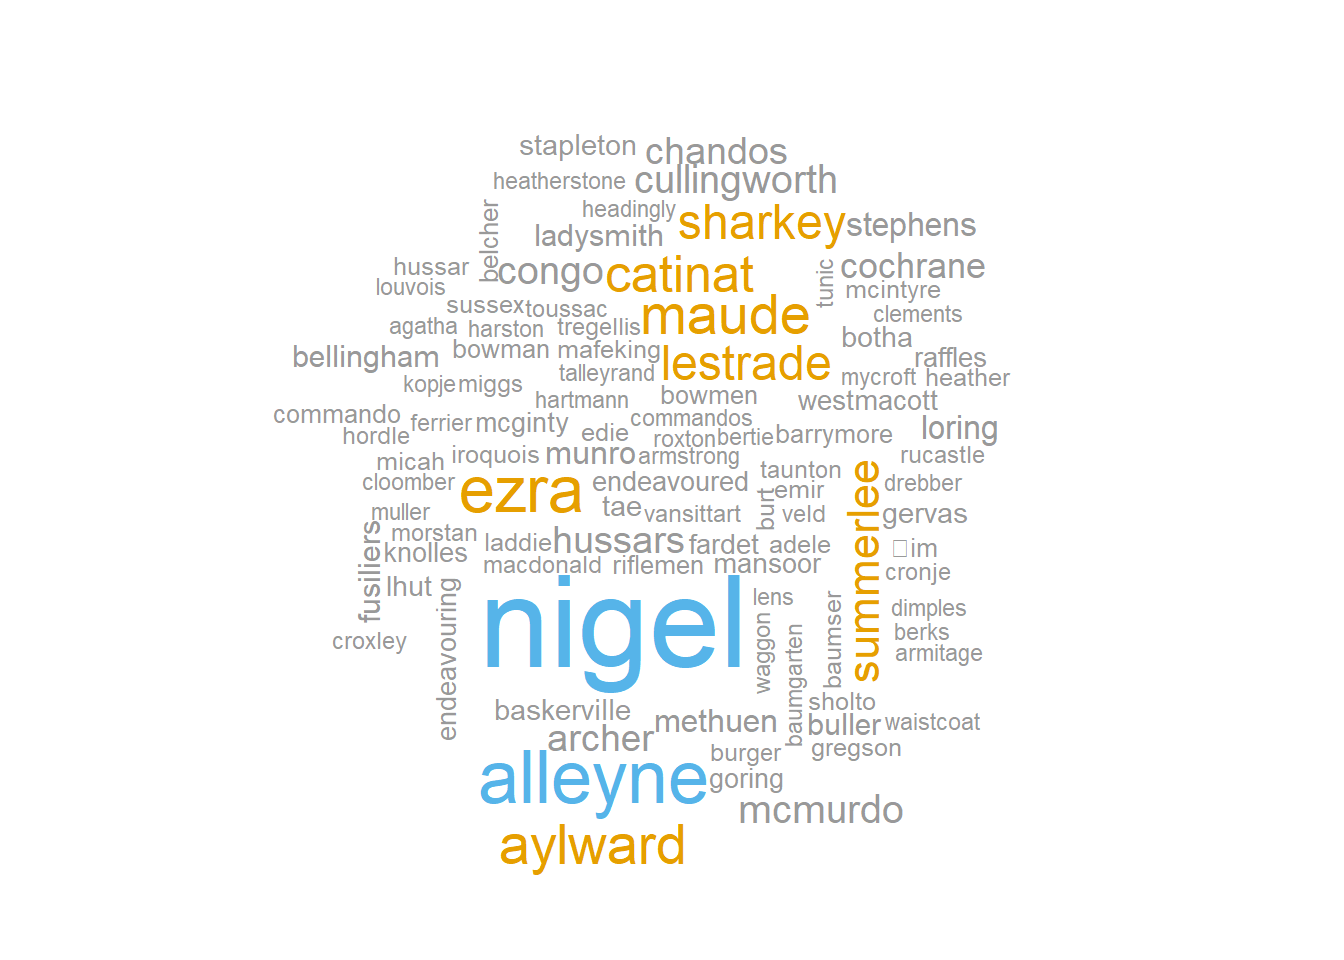 stapleton
chandos
heatherstone
cullingworth
belcher
headingly
sharkey
stephens
ladysmith
hussar
congo
catinat
tunic
cochrane
louvois
mcintyre
sussex
toussac
maude
clements
agatha
harston
tregellis
botha
bellingham
bowman
mafeking
lestrade
raffles
kopje
miggs
talleyrand
mycroft
heather
hartmann
bowmen
westmacott
commando
ferrier
mcginty
commandos
loring
hordle
edie
roxton
bertie
barrymore
micah
iroquois
munro
armstrong
rucastle
cloomber
ezra
endeavoured
taunton
summerlee
drebber
muller
tae
vansittart
burt
emir
veld
gervas
fusiliers
morstan
knolles
laddie
hussars
fardet
adele
im
lhut
macdonald
riflemen
mansoor
cronje
endeavouring
nigel
lens
baumser
dimples
croxley
waggon
baumgarten
berks
armitage
baskerville
methuen
sholto
archer
buller
waistcoat
burger
gregson
alleyne
goring
mcmurdo
aylward